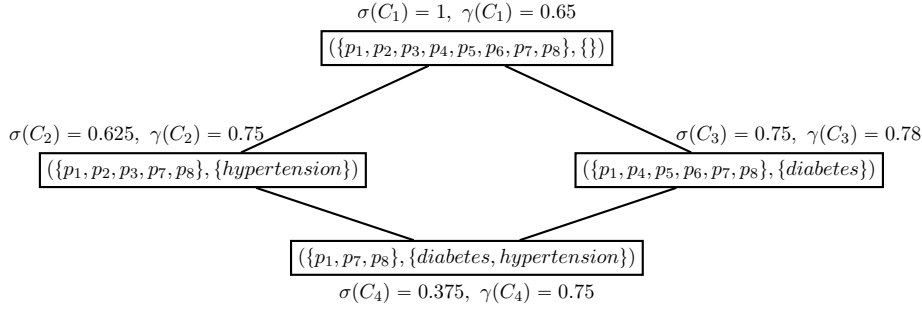 σ(C₁) = 1, γ(C₁) = 0.65
({p₁, p₂, p₃, p₄, p₅, p₆, p₇, p₈}, {})
σ(C₂) = 0.625, γ(C₂) = 0.75
σ(C₃) = 0.75, γ(C₃) = 0.78
({p₁, p₂, p₃, p₇, p₈}, {hypertension})
({p₁, p₄, p₅, p₆, p₇, p₈}, {diabetes})
({p₁, p₇, p₈}, {diabetes, hypertension})
σ(C₄) = 0.375, γ(C₄) = 0.75